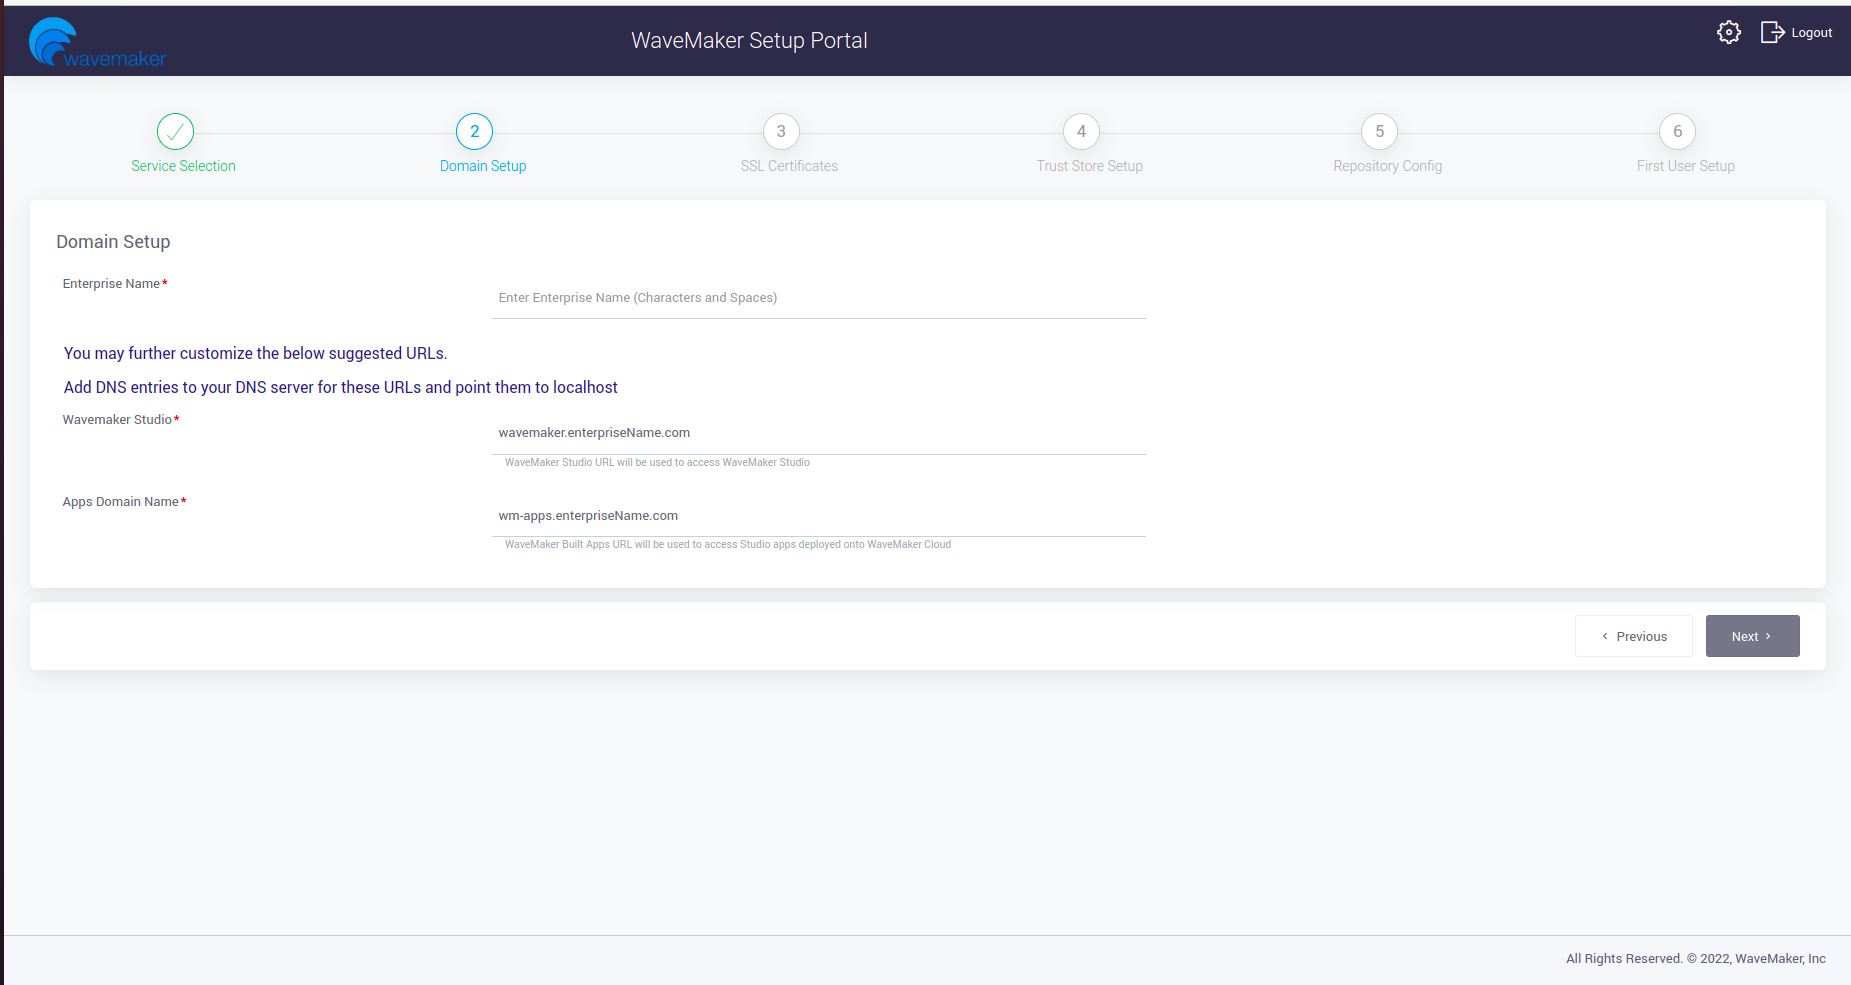 wavemaker
WaveMaker Setup Portal
Logout
2
3
4
5
6
Service Selection
Domain Setup
SSL Certificates
Trust Store Setup
Repository Config
First User Setup
Domain Setup
Enterprise Name*
Enter Enterprise Name (Characters and Spaces)
You may further customize the below suggested URLs.
Add DNS entries to your DNS server for these URLs and point them to localhost
Wavemaker Studio*
wavemaker.enterpriseName.com
WaveMaker Studio URL will be used to access WaveMaker Studio
Apps Domain Name*
wm-apps.enterpriseName.com
WaveMaker Built Apps URL will be used to access Studio apps deployed onto WaveMaker Cloud
Previous
Next
All Rights Reserved. © 2022, WaveMaker, Inc